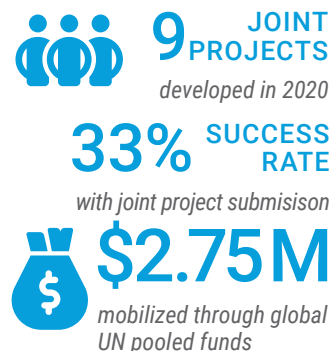 9 JOINT
PROJECTS
developed in 2020
33% SUCCESS
RATE
with joint project submisison
$
$2.75M
mobilized through global
UN pooled funds